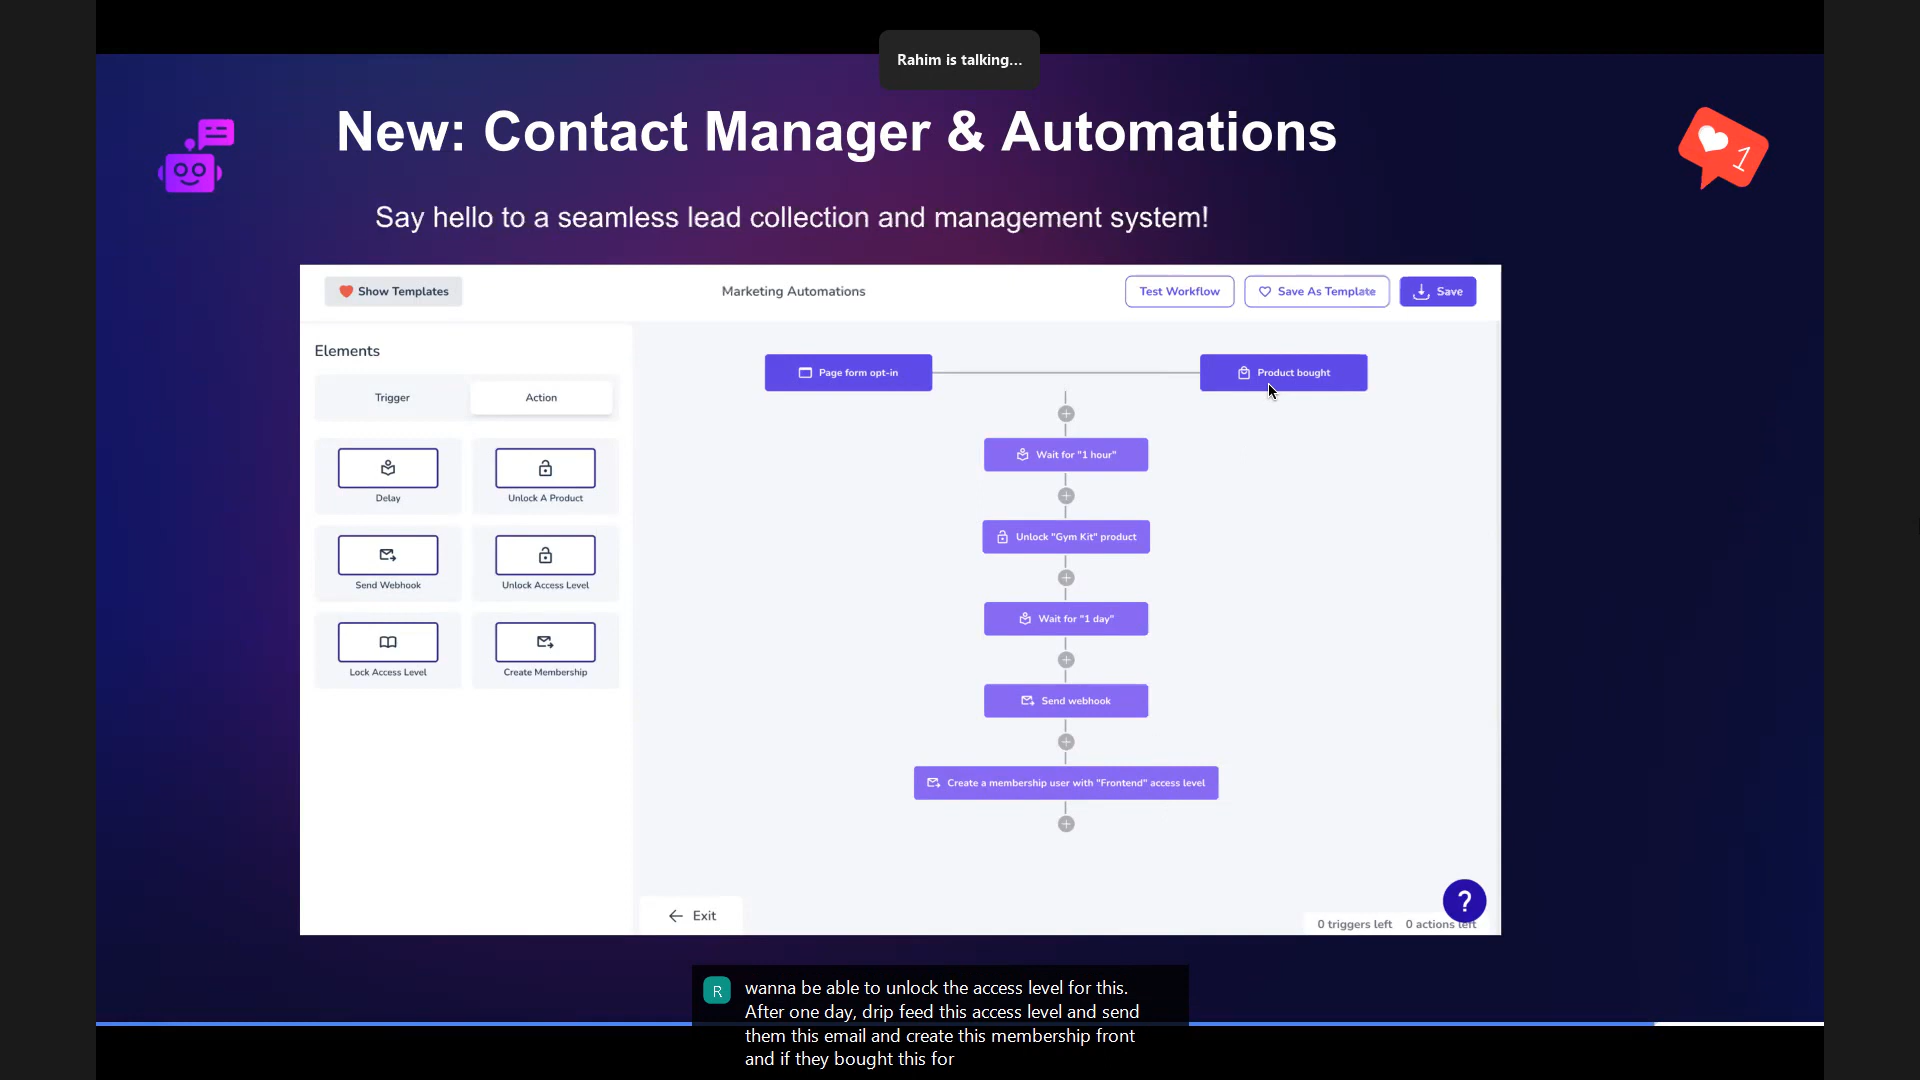 Rahim is talking...
New: Contact Manager & Automations
1
Say hello to a seamless lead collection and management system!
Show Templates
Marketing Automations
Test Workflow
Save As Template
Save
Elements
Trigger
Action
Page form opt-in
Product bought
Delay
Unlock A Product
Send Webhook
Unlock Access Level
Lock Access Level
Create Membership
Wait for "1 hour"
Unlock "Gym Kit" product
Wait for "1 day"
Send webhook
Create a membership user with "Frontend" access level
Exit
?
0 triggers left
0 actions left
R
wanna be able to unlock the access level for this.
After one day, drip feed this access level and send
them this email and create this membership front
and if they bought this for